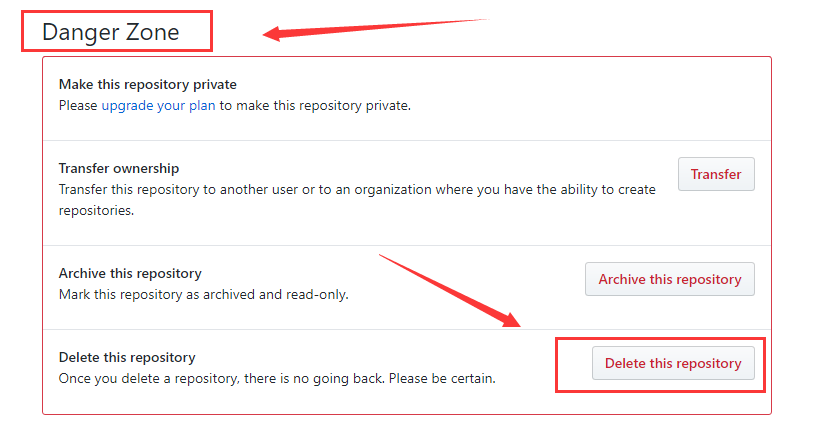 Danger Zone
Make this repository private
Please upgrade your plan to make this repository private.
Transfer ownership
Transfer this repository to another user or to an organization where you have the ability to create
repositories.
Transfer
Archive this repository
Mark this repository as archived and read-only.
Archive this repository
Delete this repository
Once you delete a repository, there is no going back. Please be certain.
Delete this repository